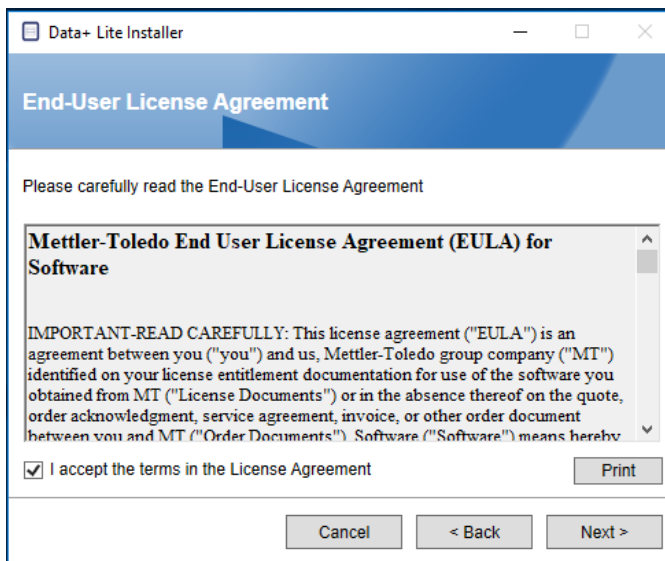 Data+ Lite Installer
End-User License Agreement
Please carefully read the End-User License Agreement
Mettler-Toledo End User License Agreement (EULA) for
Software
IMPORTANT-READ CAREFULLY: This license agreement ("EULA") is an
agreement between you ("you") and us, Mettler-Toledo group company ("MT")
identified on your license entitlement documentation for use of the software you
obtained from MT ("License Documents") or in the absence thereof on the quote,
order acknowledgment, service agreement, invoice, or other order document
between you and MT ("Order Documents"). Software ("Software") means hereby
I accept the terms in the License Agreement
Print
Cancel
< Back
Next >